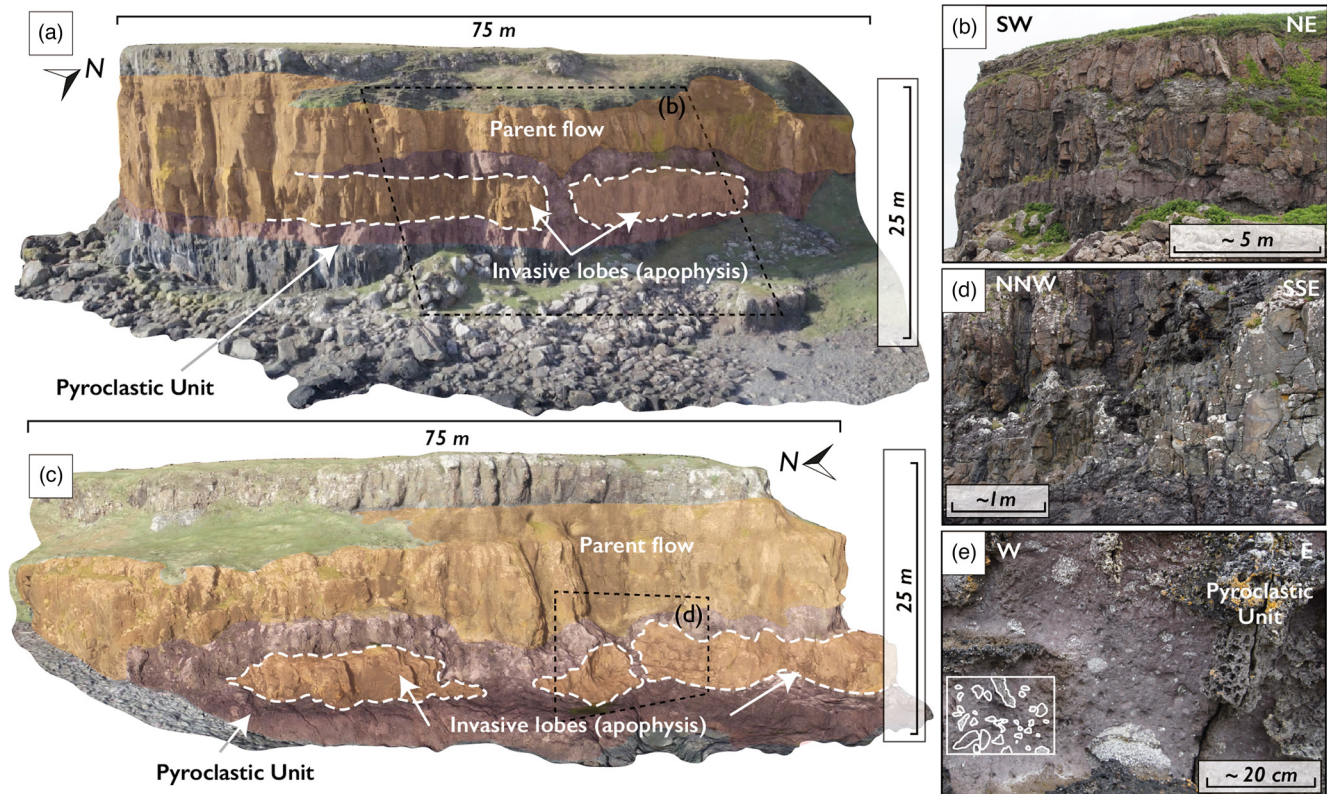 (a)
75 m
N
(b)
Parent flow
25 m
Invasive lobes (apophysis)
Pyroclastic Unit
(b)
SW
NE
~ 5 m
(c)
75 m
N
Parent flow
25 m
(d)
Invasive lobes (apophysis)
Pyroclastic Unit
(d)
NNW
SSE
~1 m
(e)
W
E
Pyroclastic
Unit
~ 20 cm